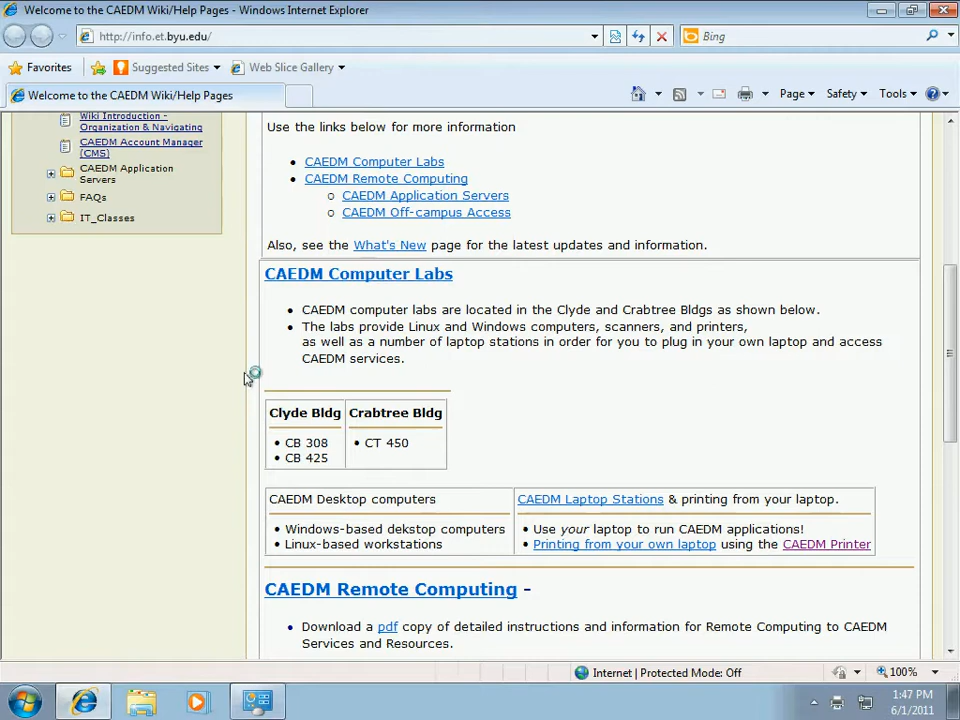 Welcome to the CAEDM Wiki/Help Pages - Windows Internet Explorer
http://info.et.byu.edu/
Bing
Favorites
Suggested Sites
Web Slice Gallery
Welcome to the CAEDM Wiki/Help Pages
Page
Safety
Tools
Wiki Introduction -
Organization & Navigating
CAEDM Account Manager
(CMS)
CAEDM Application
Servers
FAQs
IT_Classes
Use the links below for more information
• CAEDM Computer Labs
• CAEDM Remote Computing
o CAEDM Application Servers
o CAEDM Off-campus Access
Also, see the What's New page for the latest updates and information.
CAEDM Computer Labs
• CAEDM computer labs are located in the Clyde and Crabtree Bldgs as shown below.
• The labs provide Linux and Windows computers, scanners, and printers,
as well as a number of laptop stations in order for you to plug in your own laptop and access
CAEDM services.
Clyde Bldg Crabtree Bldg
• CB 308 • CT 450
• CB 425
CAEDM Desktop computers
• Windows-based dekstop computers
• Linux-based workstations
CAEDM Laptop Stations & printing from your laptop.
• Use your laptop to run CAEDM applications!
• Printing from your own laptop using the CAEDM Printer
CAEDM Remote Computing -
• Download a pdf copy of detailed instructions and information for Remote Computing to CAEDM
Services and Resources.
Internet | Protected Mode: Off
100%
1:47 PM
6/1/2011